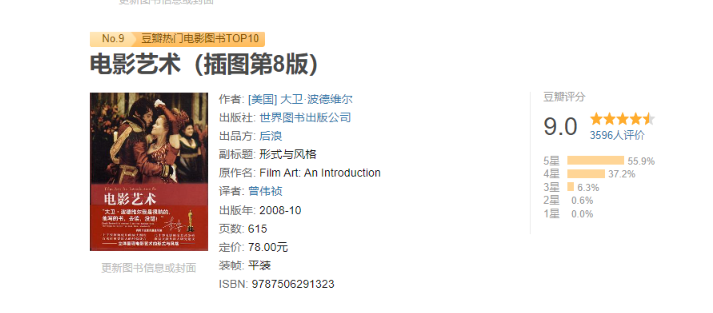 更新图书信息或封面
No.9 豆瓣热门电影图书TOP10
电影艺术（插图第8版）
作者: [美国] 大卫·波德维尔
出版社: 世界图书出版公司
出品方: 后浪
副标题: 形式与风格
原作名: Film Art: An Introduction
译者: 曾伟祯
出版年: 2008-10
页数: 615
定价: 78.00元
装帧: 平装
ISBN: 9787506291323
电影艺术
更新图书信息或封面
豆瓣评分
9.0
3596人评价
5星 55.9%
4星 37.2%
3星 6.3%
2星 0.6%
1星 0.0%